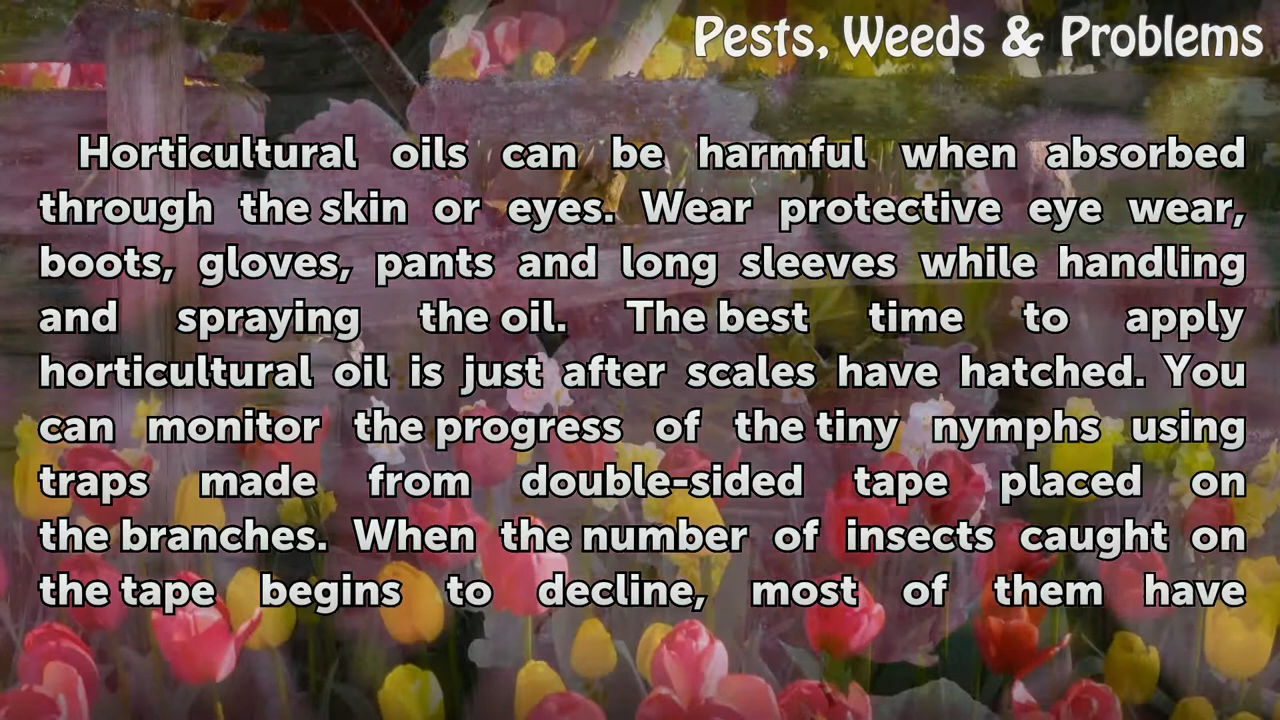 Pests, Weeds & Problems
Horticultural oils can be harmful when absorbed
through the skin or eyes. Wear protective eye wear,
boots, gloves, pants and long sleeves while handling
and spraying the oil. The best time to apply
horticultural oil is just after scales have hatched. You
can monitor the progress of the tiny nymphs using
traps made from double-sided tape placed on
the branches. When the number of insects caught on
the tape begins to decline, most of them have